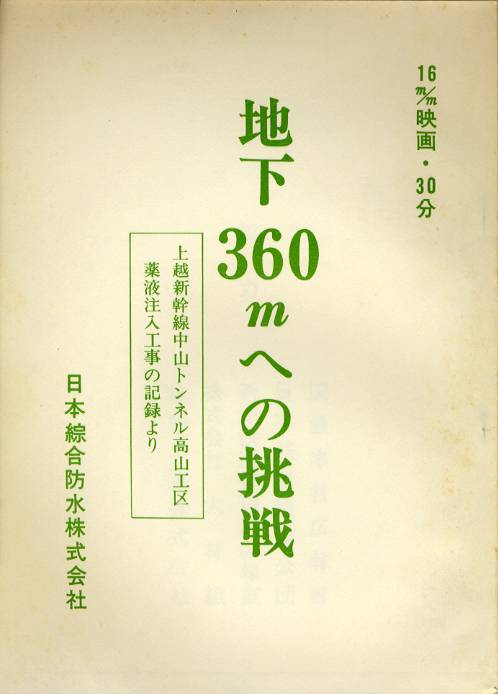 16m/m映画・30分
地下360mへの挑戦
上越新幹線中山トンネル高山工区
薬液注入工事の記録より
日本綜合防水株式会社